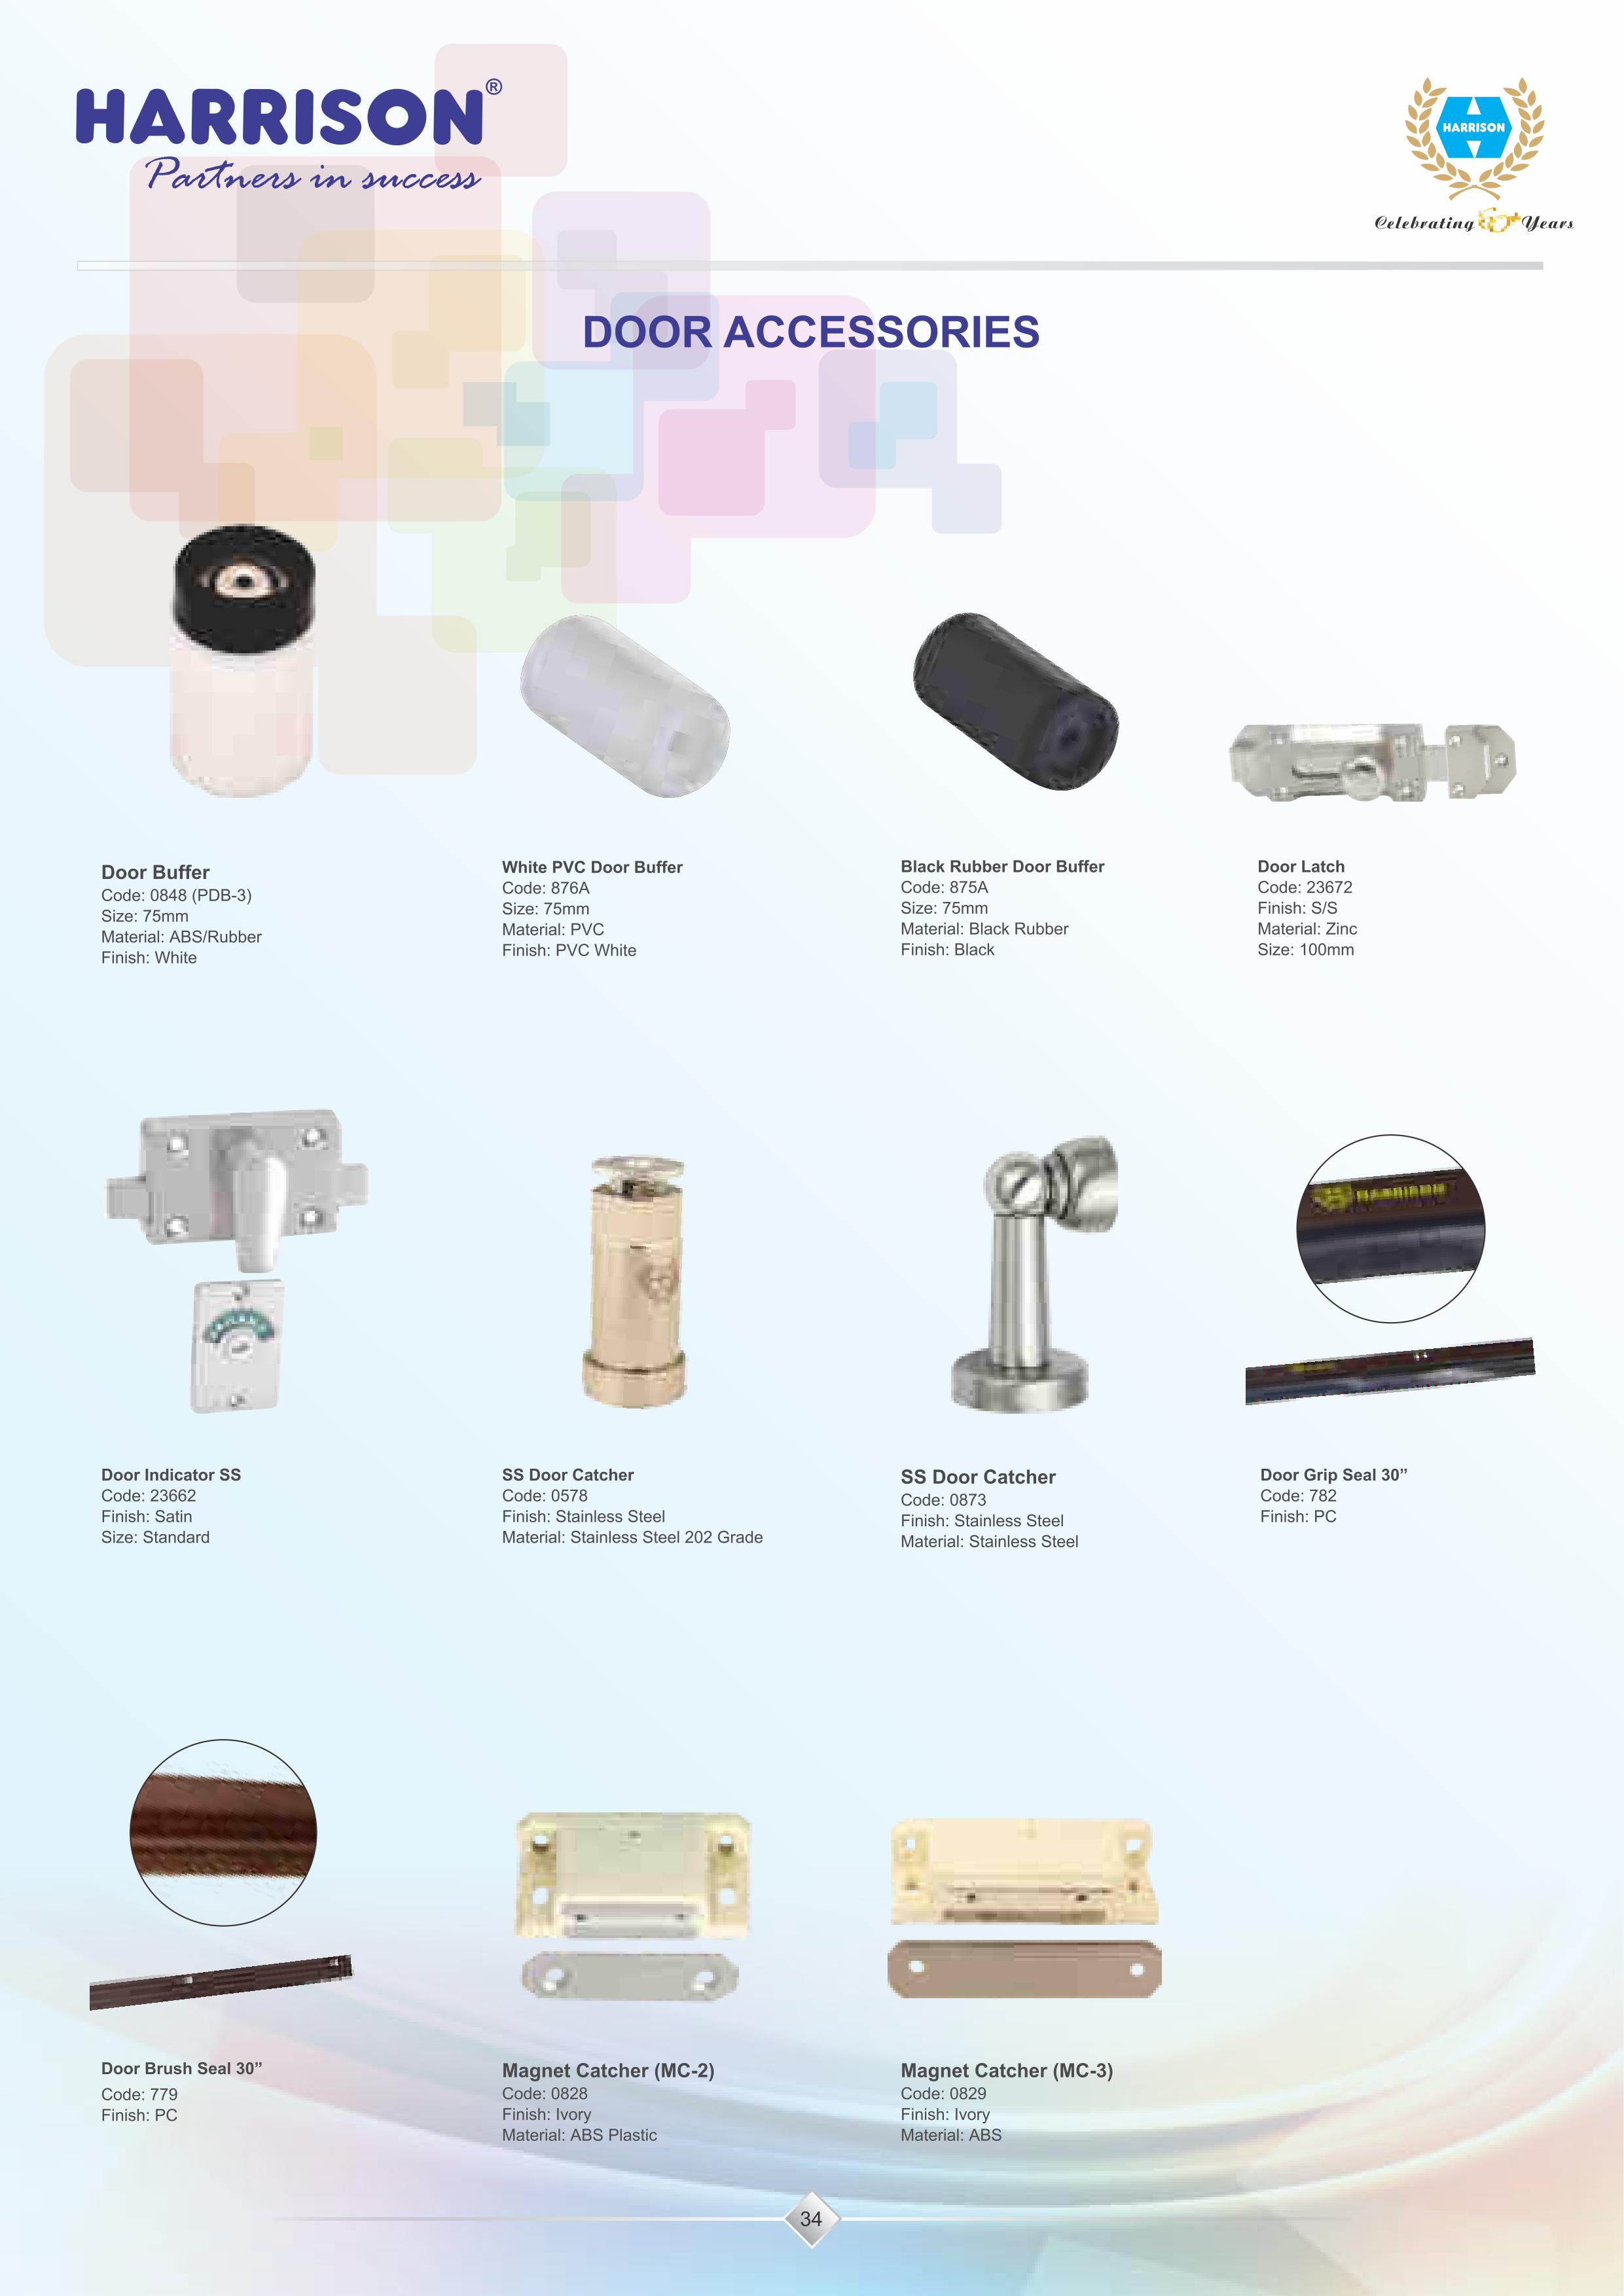 HARRISON®
Partners in success
HARRISON
Celebrating
Years
DOOR ACCESSORIES
Door Buffer
Code: 0848 (PDB-3)
Size: 75mm
Material: ABS/Rubber
Finish: White
White PVC Door Buffer
Code: 876A
Size: 75mm
Material: PVC
Finish: PVC White
Black Rubber Door Buffer
Code: 875A
Size: 75mm
Material: Black Rubber
Finish: Black
Door Latch
Code: 23672
Finish: S/S
Material: Zinc
Size: 100mm
Door Indicator SS
Code: 23662
Finish: Satin
Size: Standard
SS Door Catcher
Code: 0578
Finish: Stainless Steel
Material: Stainless Steel 202 Grade
SS Door Catcher
Code: 0873
Finish: Stainless Steel
Material: Stainless Steel
Door Grip Seal 30”
Code: 782
Finish: PC
Door Brush Seal 30”
Code: 779
Finish: PC
Magnet Catcher (MC-2)
Code: 0828
Finish: Ivory
Material: ABS Plastic
Magnet Catcher (MC-3)
Code: 0829
Finish: Ivory
Material: ABS
34